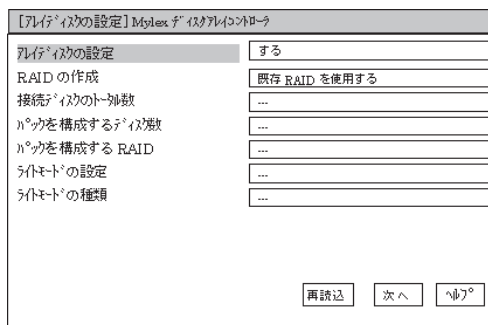 [ｱﾚｲﾃﾞｨｽｸの設定] Mylex ﾃﾞｨｽｸｱﾚｲｺﾝﾄﾛｰﾗ
ｱﾚｲﾃﾞｨｽｸの設定 する
RAID の作成 既存 RAID を使用する
接続ﾃﾞｨｽｸのﾄｰﾀﾙ数 ...
ﾊﾟｯｸを構成するﾃﾞｨｽｸ数 ...
ﾊﾟｯｸを構成する RAID ...
ﾗｲﾄﾓｰﾄﾞの設定 ...
ﾗｲﾄﾓｰﾄﾞの種類 ...
再読込 次へ ﾍﾙﾌﾟ